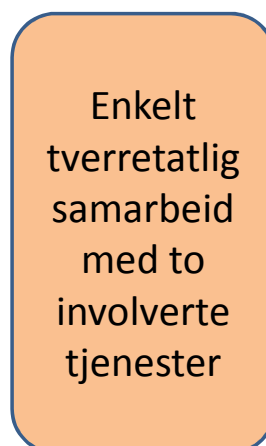 Enkelt
tverretatlig
samarbeid
med to
involverte
tjenester